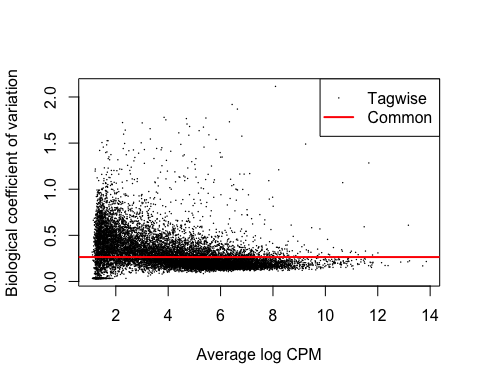 Tagwise
Common
Biological coefficient of variation
2.0
1.5
1.0
0.5
0.0
2 4 6 8 10 12 14
Average log CPM